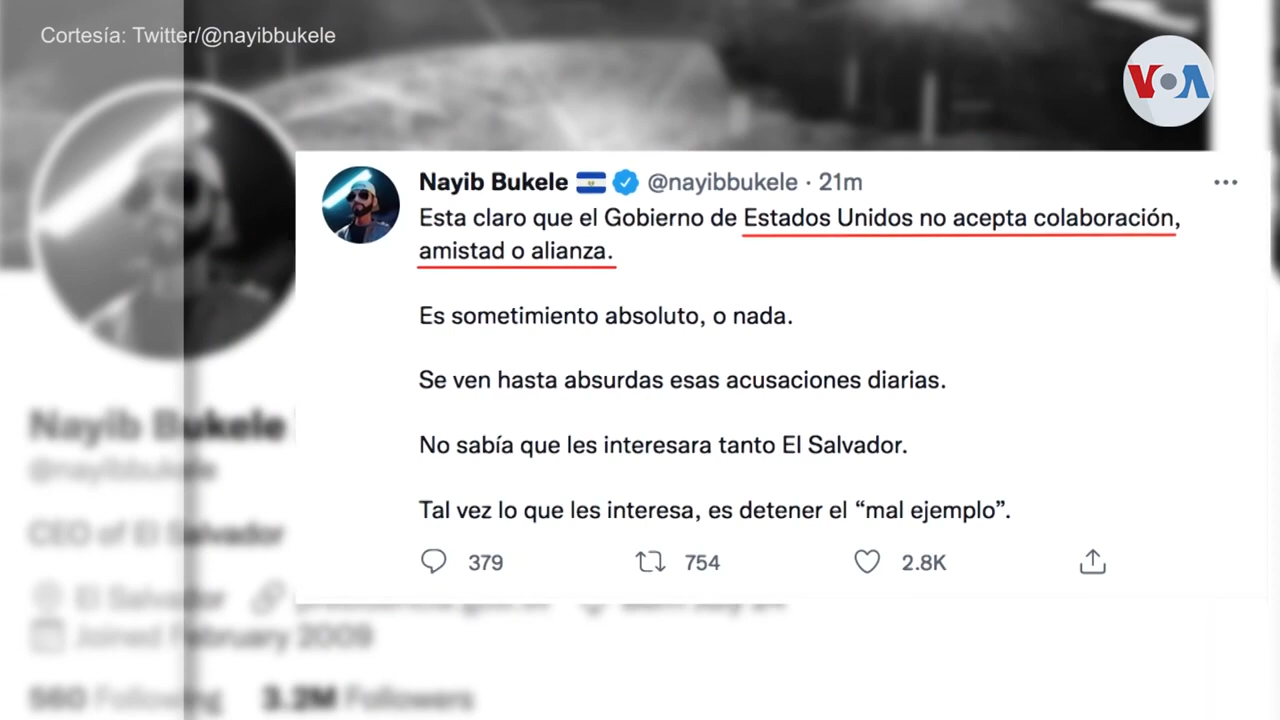 Cortesía: Twitter/@nayibbukele
VOA
Nayib Bukele @nayibbukele · 21m
Esta claro que el Gobierno de Estados Unidos no acepta colaboración,
amistad o alianza.
Es sometimiento absoluto, o nada.
Se ven hasta absurdas esas acusaciones diarias.
No sabía que les interesara tanto El Salvador.
Tal vez lo que les interesa, es detener el “mal ejemplo”.
379 754 2.8K
Nayib Bukele
@nayibbukele
CEO of El Salvador
El Salvador
Joined February 2009
560 Following 3.2M Followers